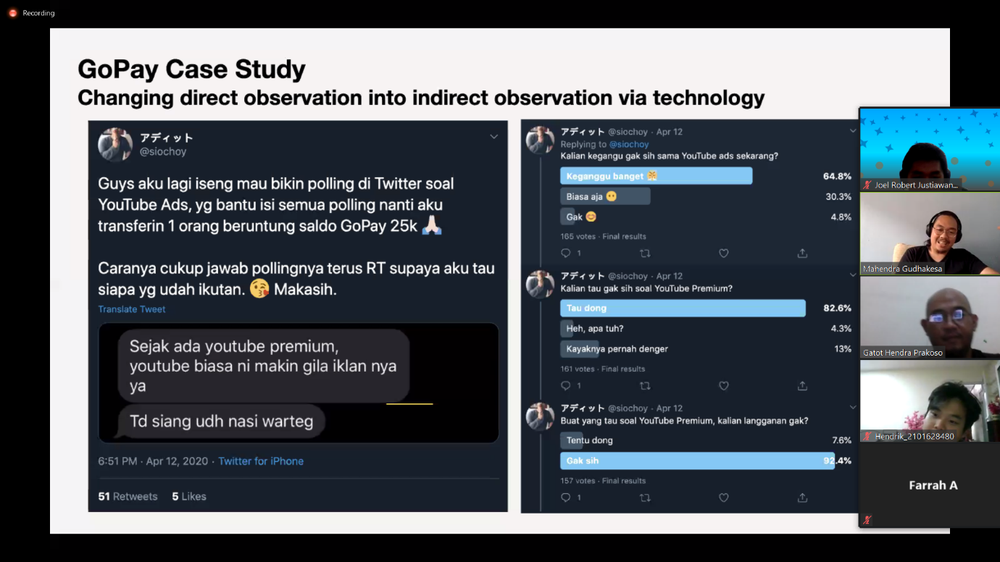 Recording
GoPay Case Study
Changing direct observation into indirect observation via technology
アディット
@siochoy
Guys aku lagi iseng mau bikin polling di Twitter soal
YouTube Ads, yg bantu isi semua polling nanti aku
transferin 1 orang beruntung saldo GoPay 25k 🙏🏻
Caranya cukup jawab pollingnya terus RT supaya aku tau
siapa yg udah ikutan. 😘 Makasih.
Translate Tweet
Sejak ada youtube premium,
youtube biasa ni makin gila iklan nya
ya
Td siang udh nasi warteg
6:51 PM · Apr 12, 2020 · Twitter for iPhone
51 Retweets 5 Likes
アディット @siochoy · Apr 12
Replying to @siochoy
Kalian kegangu gak sih sama YouTube ads sekarang?
Keganggu banget 64.8%
Biasa aja 😶 30.3%
Gak 😊 4.8%
165 votes · Final results
1
アディット @siochoy · Apr 12
Kalian tau gak sih soal YouTube Premium?
Tau dong 82.6%
Heh, apa tuh? 4.3%
Kayaknya pernah denger 13%
161 votes · Final results
1
アディット @siochoy · Apr 12
Buat yang tau soal YouTube Premium, kalian langganan gak?
Tentu dong 7.6%
Gak sih 92.4%
157 votes · Final results
1
Joel Robert Justiawan...
Mahendra Gudhakesa
Gatot Hendra Prakoso
Hendrik_2101628480
Farrah A